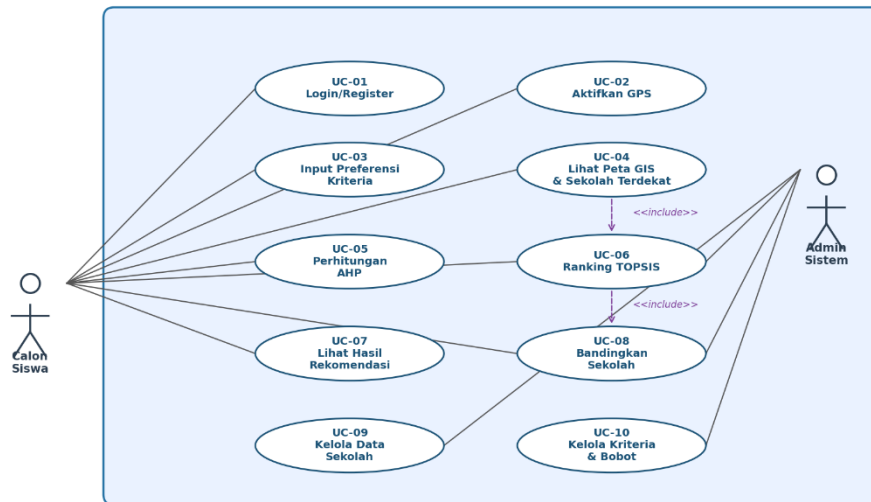 UC-01
Login/Register
UC-02
Aktifkan GPS
UC-03
Input Preferensi
Kriteria
UC-04
Lihat Peta GIS
& Sekolah Terdekat
<<include>>
Admin
Sistem
UC-05
Perhitungan
AHP
UC-06
Ranking TOPSIS
<<include>>
Calon
Siswa
UC-07
Lihat Hasil
Rekomendasi
UC-08
Bandingkan
Sekolah
UC-09
Kelola Data
Sekolah
UC-10
Kelola Kriteria
& Bobot